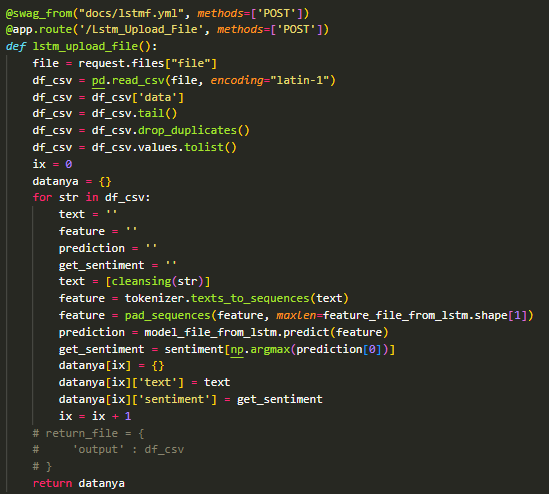 @swag_from("docs/lstmf.yml", methods=['POST'])
@app.route('/Lstm_Upload_File', methods=['POST'])
def lstm_upload_file():
    file = request.files["file"]
    df_csv = pd.read_csv(file, encoding="latin-1")
    df_csv = df_csv['data']
    df_csv = df_csv.tail()
    df_csv = df_csv.drop_duplicates()
    df_csv = df_csv.values.tolist()
    ix = 0
    datanya = {}
    for str in df_csv:
        text = ''
        feature = ''
        prediction = ''
        get_sentiment = ''
        text = [cleansing(str)]
        feature = tokenizer.texts_to_sequences(text)
        feature = pad_sequences(feature, maxlen=feature_file_from_lstm.shape[1])
        prediction = model_file_from_lstm.predict(feature)
        get_sentiment = sentiment[np.argmax(prediction[0])]
        datanya[ix] = {}
        datanya[ix]['text'] = text
        datanya[ix]['sentiment'] = get_sentiment
        ix = ix + 1
    # return_file = {
    #     'output' : df_csv
    # }
    return datanya